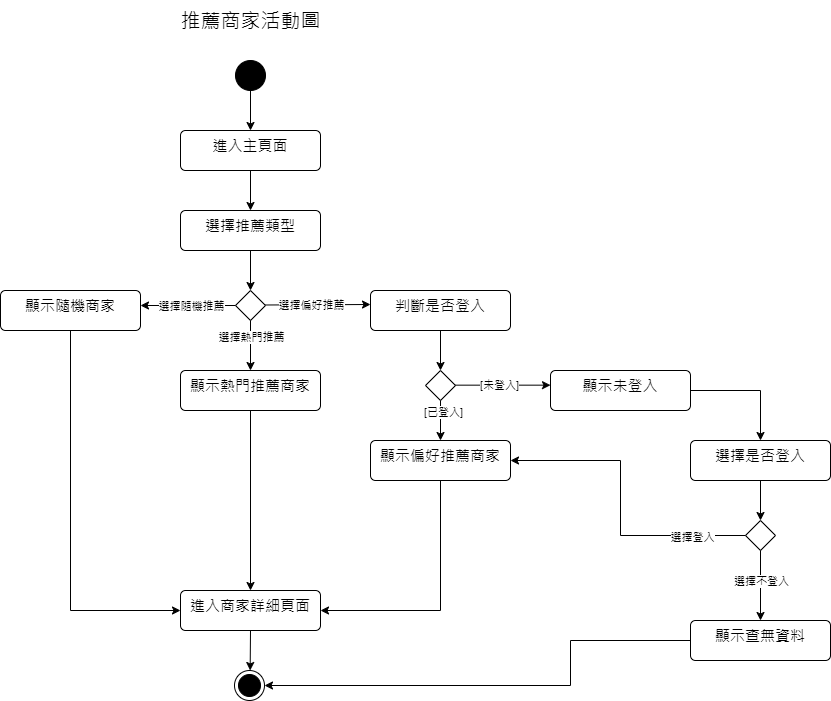 推薦商家活動圖
進入主頁面
選擇推薦類型
顯示隨機商家
選擇隨機推薦
選擇偏好推薦
判斷是否登入
選擇熱門推薦
顯示熱門推薦商家
[未登入]
顯示未登入
[已登入]
顯示偏好推薦商家
選擇是否登入
選擇登入
選擇不登入
進入商家詳細頁面
顯示查無資料